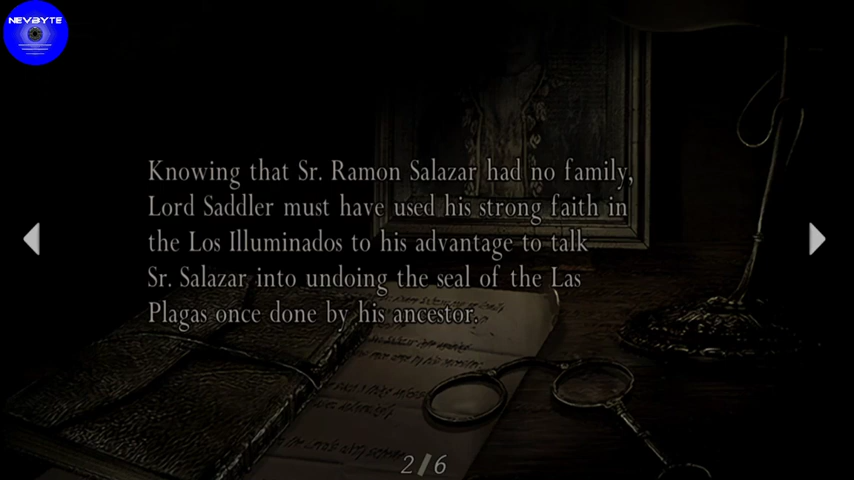 NEVBYTE
Knowing that Sr. Ramon Salazar had no family,
Lord Saddler must have used his strong faith in
the Los Illuminados to his advantage to talk
Sr. Salazar into undoing the seal of the Las
Plagas once done by his ancestor.
2/6